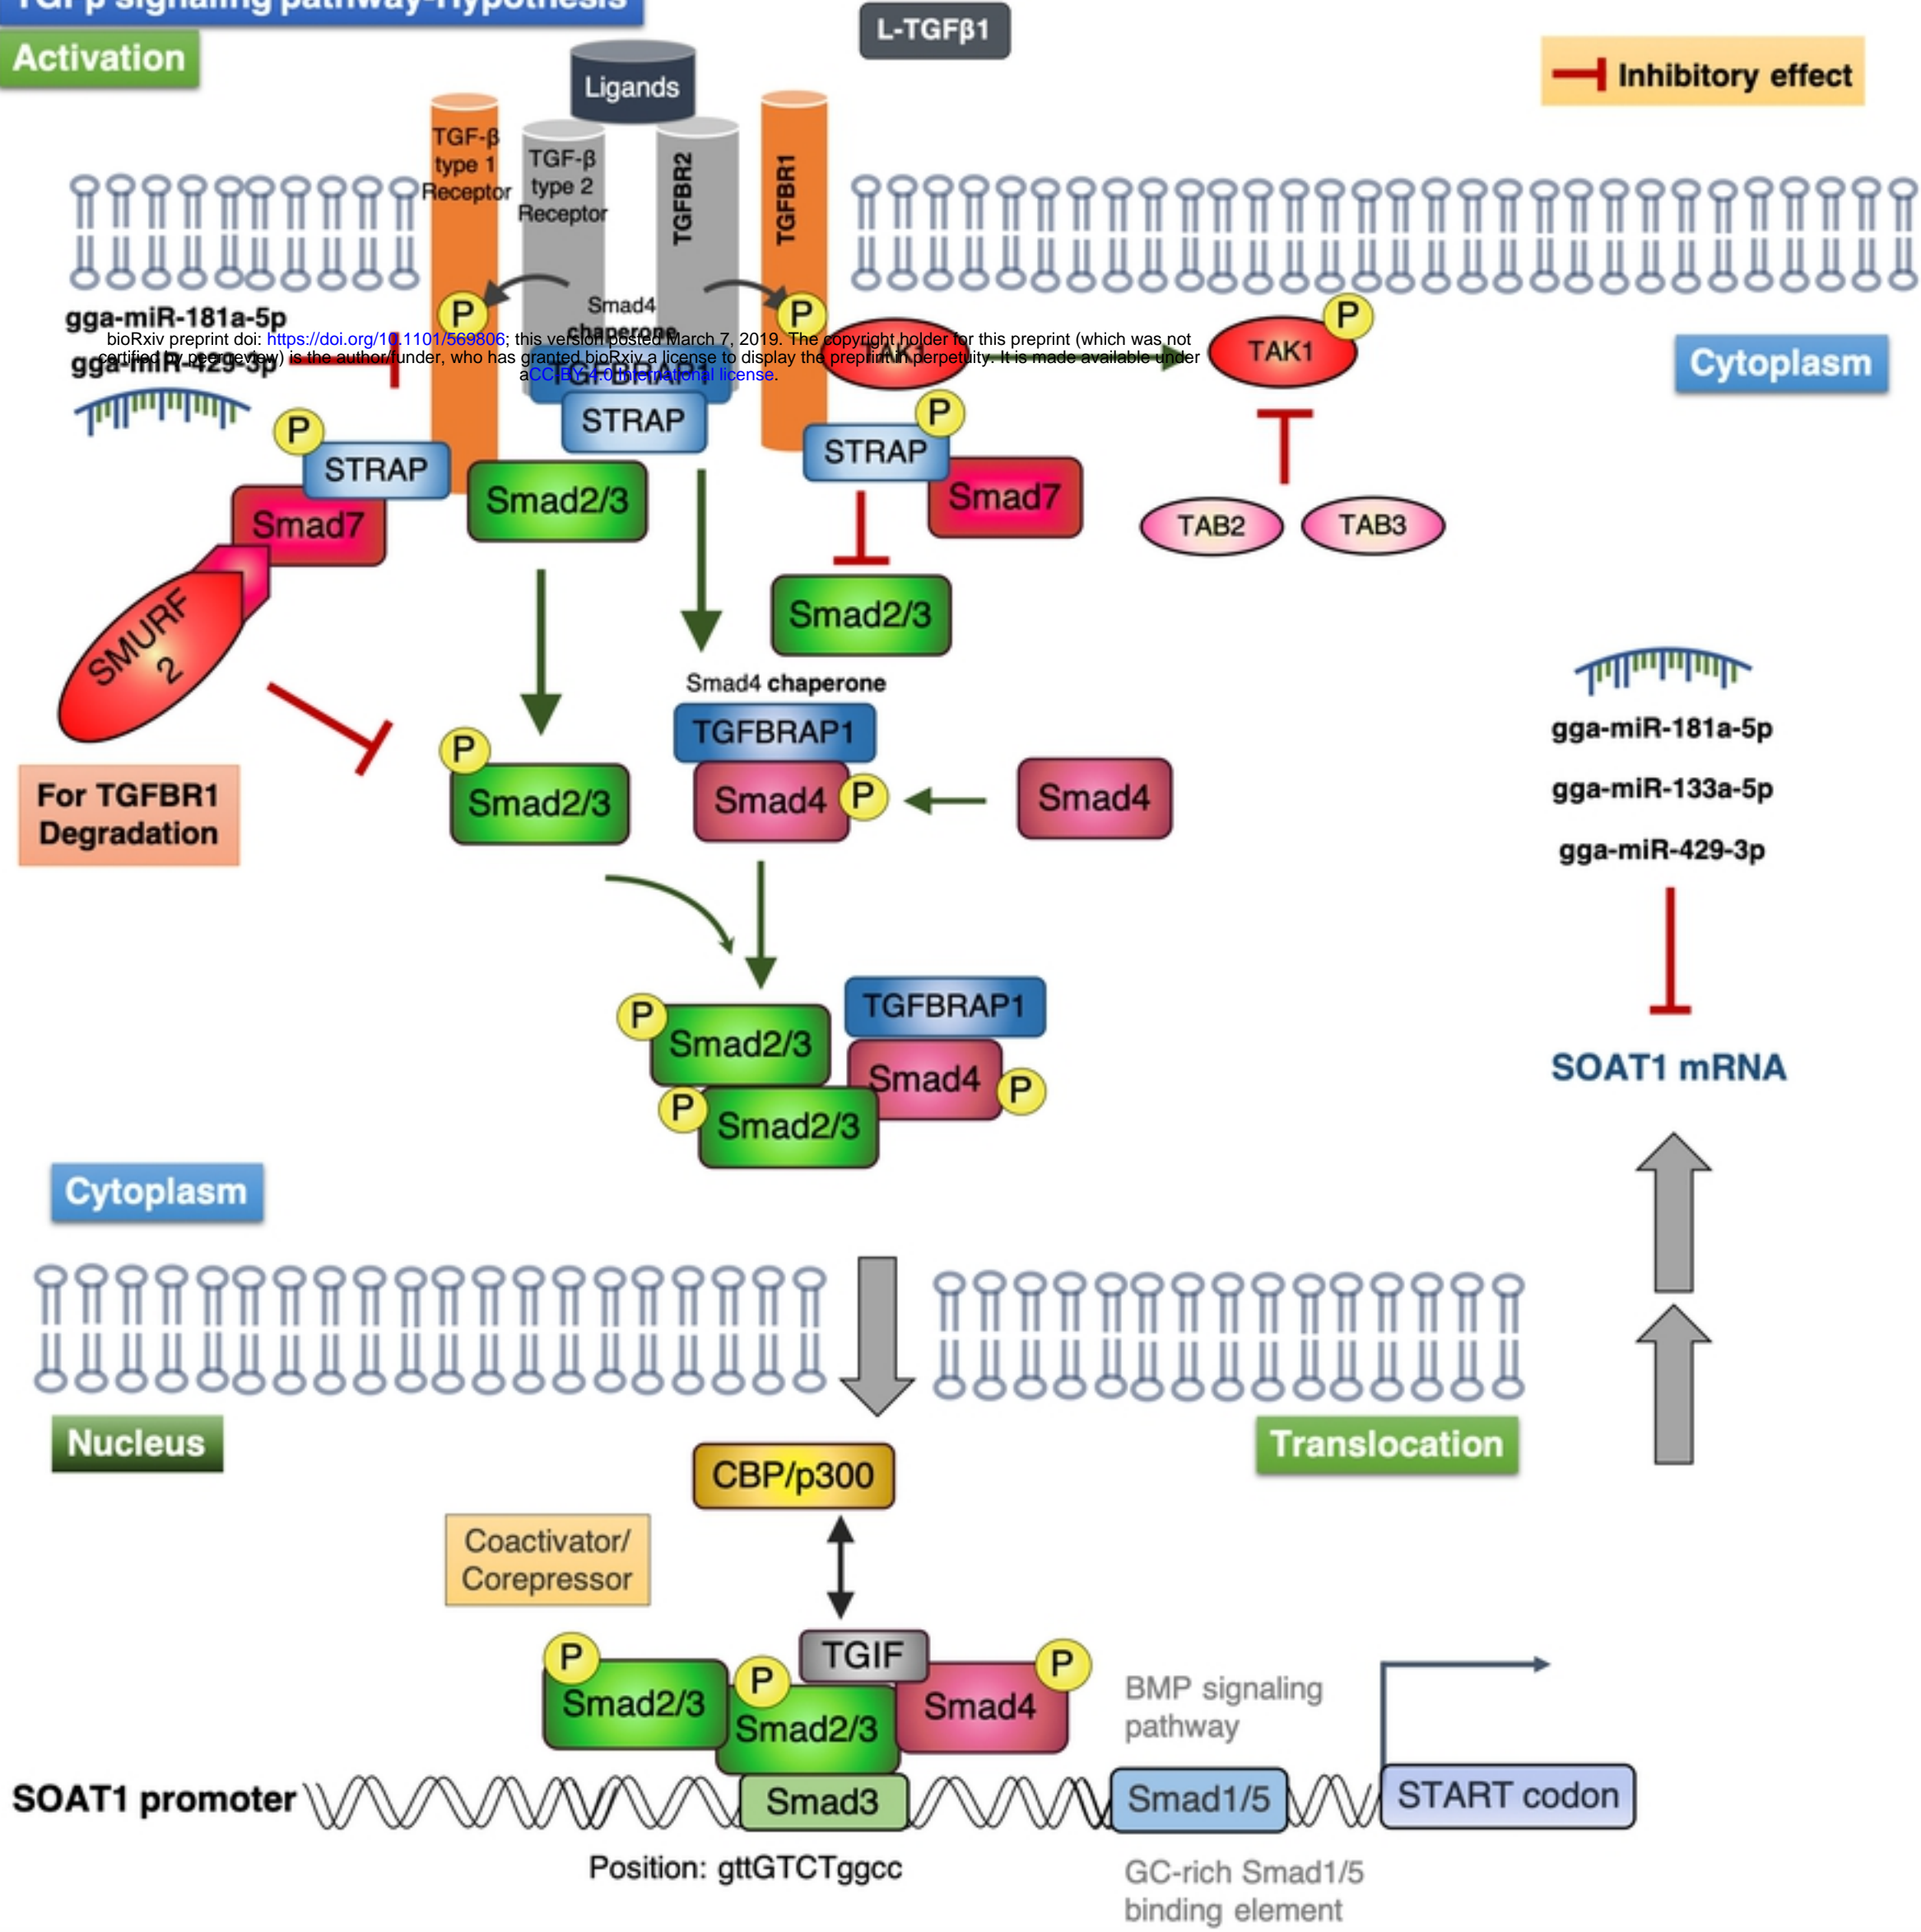 TGFβ signaling pathway-Hypothesis
Activation
L-TGFβ1
Inhibitory effect
Ligands
TGF-β
type 1
Receptor
TGF-β
type 2
Receptor
TGFBR2
TGFBR1
P
P
P
Smad4
chaperone
gga-miR-181a-5p
gga-miR-429-3p
bioRxiv preprint doi: https://doi.org/10.1101/569806; this version posted March 7, 2019. The copyright holder for this preprint (which was not
certified by peer review) is the author/funder, who has granted bioRxiv a license to display the preprint in perpetuity. It is made available under
aCC-BY 4.0 International license.
TAK1
TAK1
Cytoplasm
TGFBRAP1
STRAP
P
STRAP
P
STRAP
Smad7
Smad2/3
Smad7
TAB2
TAB3
SMURF
2
Smad2/3
Smad4 chaperone
TGFBRAP1
gga-miR-181a-5p
gga-miR-133a-5p
gga-miR-429-3p
For TGFBR1
Degradation
P
Smad2/3
Smad4
P
Smad4
P
Smad2/3
TGFBRAP1
Smad4
P
P
Smad2/3
SOAT1 mRNA
Cytoplasm
Nucleus
Translocation
CBP/p300
Coactivator/
Corepressor
P
Smad2/3
P
Smad2/3
TGIF
Smad4
P
BMP signaling
pathway
SOAT1 promoter
Smad3
Smad1/5
START codon
Position: gttGTCTggcc
GC-rich Smad1/5
binding element